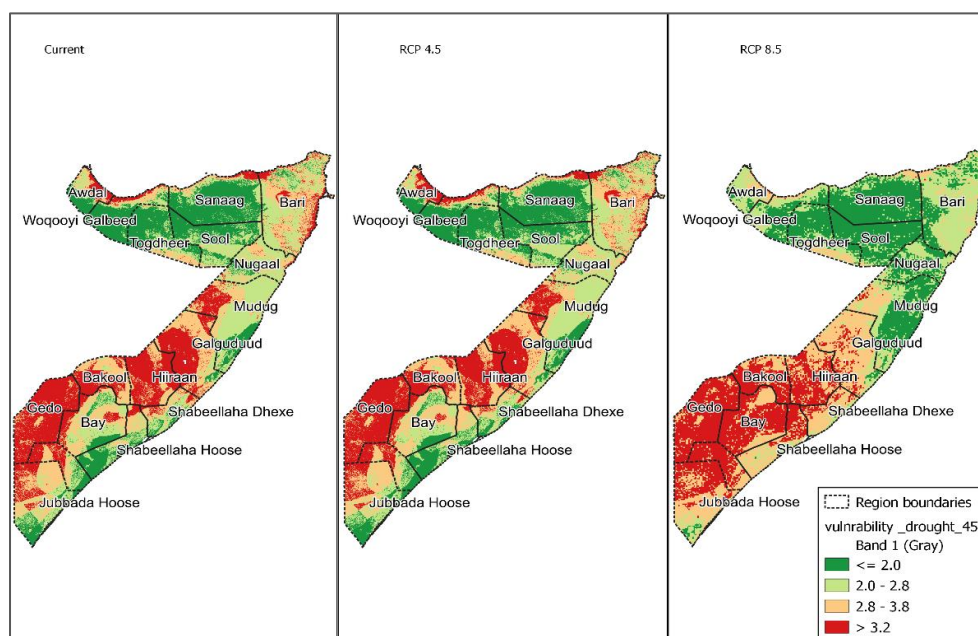 Current
Awdal
Woqooyi Galbeed
Sanaag
Bari
Togdheer
Sool
Nugaal
Mudug
Galguduud
Bakool
Hiiraan
Gedo
Bay
Shabeellaha Dhexe
Shabeellaha Hoose
Jubbada Hoose
RCP 4.5
Awdal
Woqooyi Galbeed
Sanaag
Bari
Togdheer
Sool
Nugaal
Mudug
Galguduud
Bakool
Hiiraan
Gedo
Bay
Shabeellaha Dhexe
Shabeellaha Hoose
Jubbada Hoose
RCP 8.5
Awdal
Woqooyi Galbeed
Sanaag
Bari
Togdheer
Sool
Nugaal
Mudug
Galguduud
Bakool
Hiiraan
Gedo
Bay
Shabeellaha Dhexe
Shabeellaha Hoose
Jubbada Hoose
Region boundaries
vulnrability _drought_45
Band 1 (Gray)
<= 2.0
2.0 - 2.8
2.8 - 3.8
> 3.2